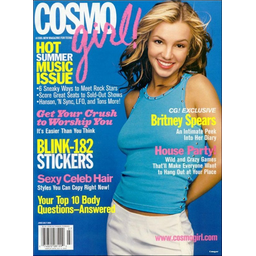 COSMO
girl!
HOT
SUMMER
MUSIC
ISSUE
•6 Sneaky Ways to Meet Rock Stars
•Score Great Seats to Sold-Out Shows
•Hanson, 'N Sync, LFO, and Tons More!
Get Your Crush
to Worship You
It's Easier Than You Think
BLINK-182
STICKERS
Sexy Celeb Hair
Styles You Can Copy Right Now!
Your Top 10 Body
Questions—Answered
CG! EXCLUSIVE
Britney Spears
An Intimate Peek
Into Her Diary
House Party!
Wild and Crazy Games
That'll Make Everyone Want
to Hang Out at Your Place
www.cosmogirl.com